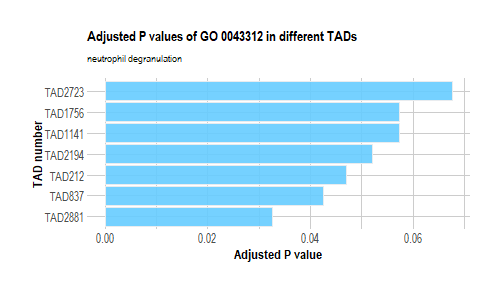 Adjusted P values of GO 0043312 in different TADs
neutrophil degranulation
TAD number
TAD2723
TAD1756
TAD1141
TAD2194
TAD212
TAD837
TAD2881
0.00 0.02 0.04 0.06
Adjusted P value